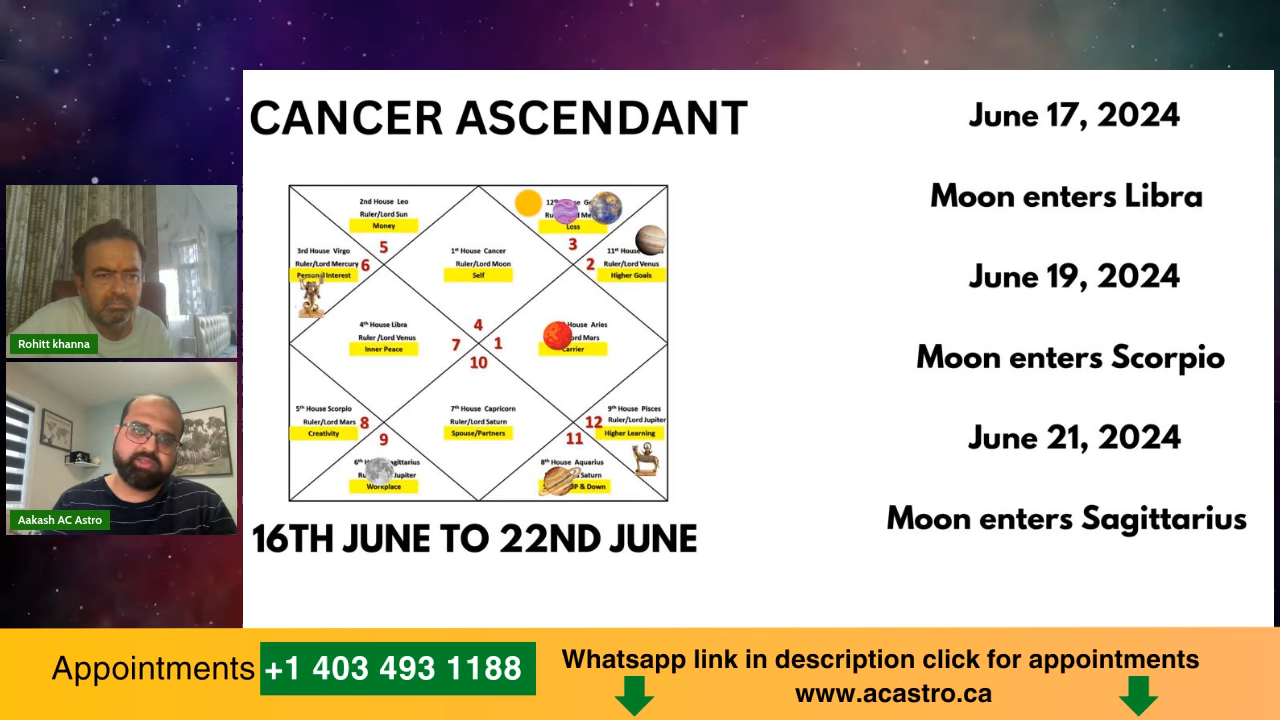 CANCER ASCENDANT
2nd House Leo
Ruler/Lord Sun
Money
5
3rd House Virgo
Ruler/Lord Mercury
Personal Interest
6
1st House Cancer
Ruler/Lord Moon
Self
Loss
3
11th House
Ruler/Lord Venus
Higher Goals
2
4th House Libra
Ruler /Lord Venus
Inner Peace
4
7
1
10
House Aries
Mars
Carrier
5th House Scorpio
Ruler/Lord Mars
Creativity
8
9
7th House Capricorn
Ruler/Lord Saturn
Spouse/Partners
9th House Pisces
Ruler/Lord Jupiter
Higher Learning
12
11
Jupiter
Workplace
8th House Aquarius
Saturn
& Down
16TH JUNE TO 22ND JUNE
June 17, 2024
Moon enters Libra
June 19, 2024
Moon enters Scorpio
June 21, 2024
Moon enters Sagittarius
Rohitt khanna
Aakash AC Astro
Appointments +1 403 493 1188
Whatsapp link in description click for appointments
www.acastro.ca